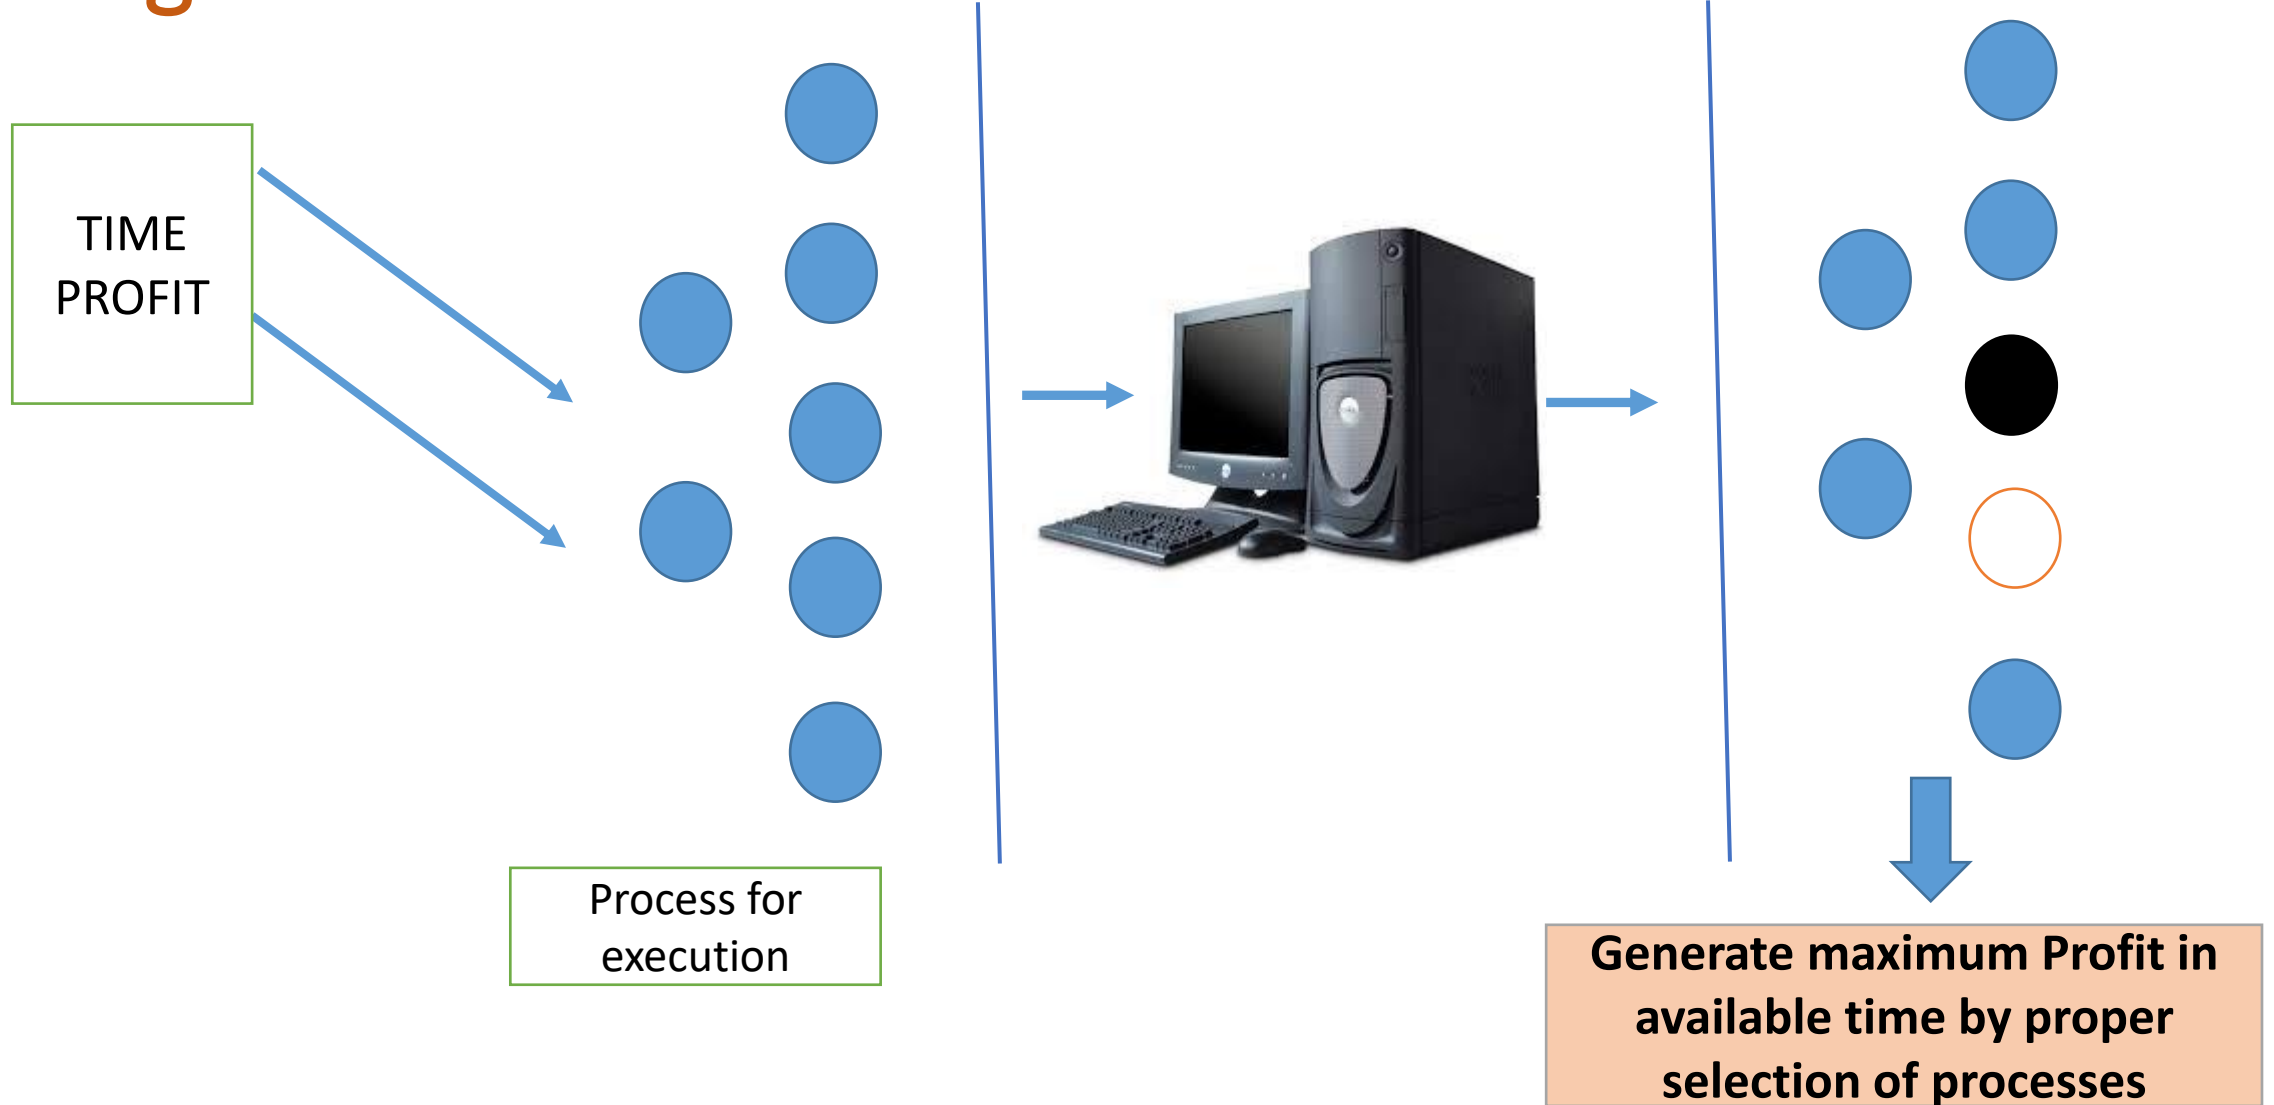 TIME
PROFIT
Process for
execution
Generate maximum Profit in
available time by proper
selection of processes